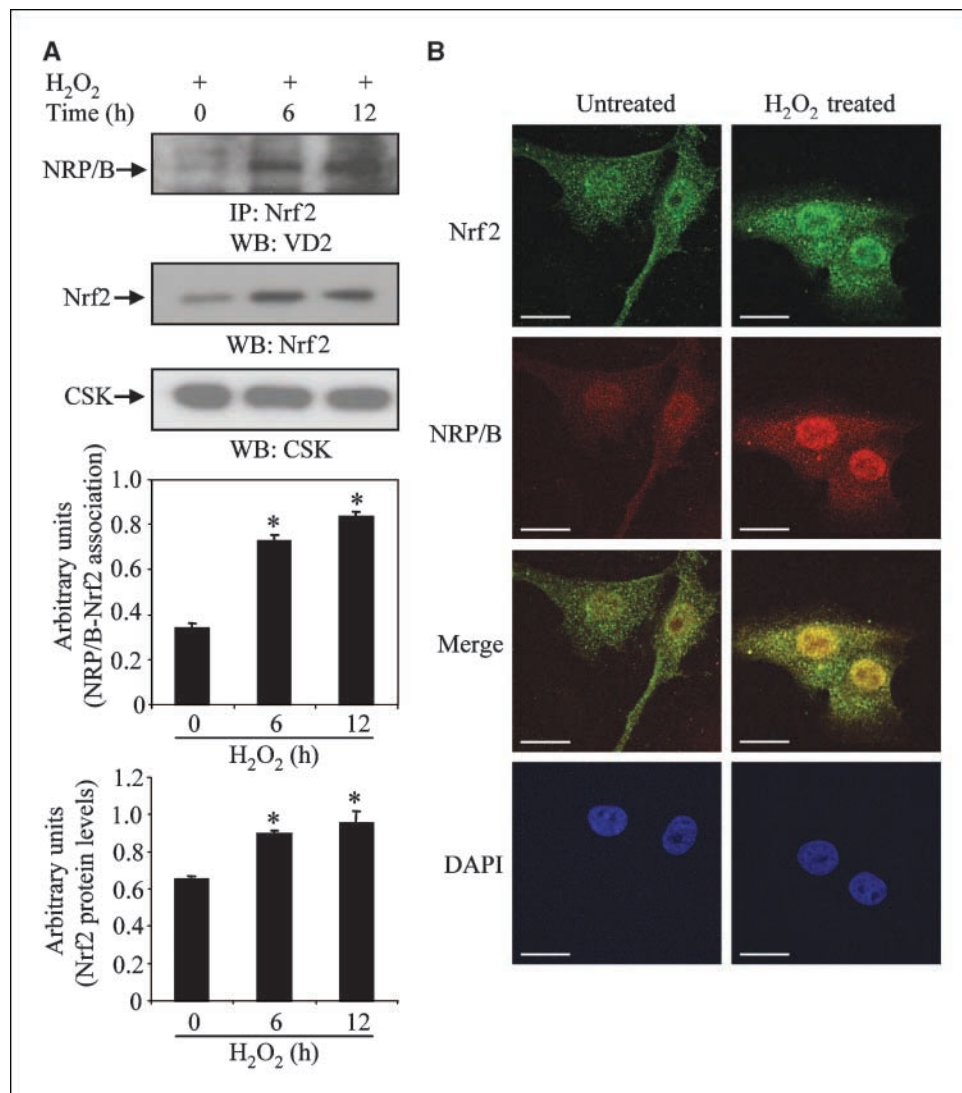 A
H₂O₂ + + +
Time (h) 0 6 12
NRP/B
IP: Nrf2
WB: VD2
Nrf2
WB: Nrf2
CSK
WB: CSK
Arbitrary units
(NRP/B-Nrf2 association)
1.0
0.8
0.6
0.4
0.2
0
* *
0 6 12
H₂O₂ (h)
Arbitrary units
(Nrf2 protein levels)
1.2
1.0
0.8
0.6
0.4
0.2
0
* *
0 6 12
H₂O₂ (h)
B
Untreated H₂O₂ treated
Nrf2
NRP/B
Merge
DAPI